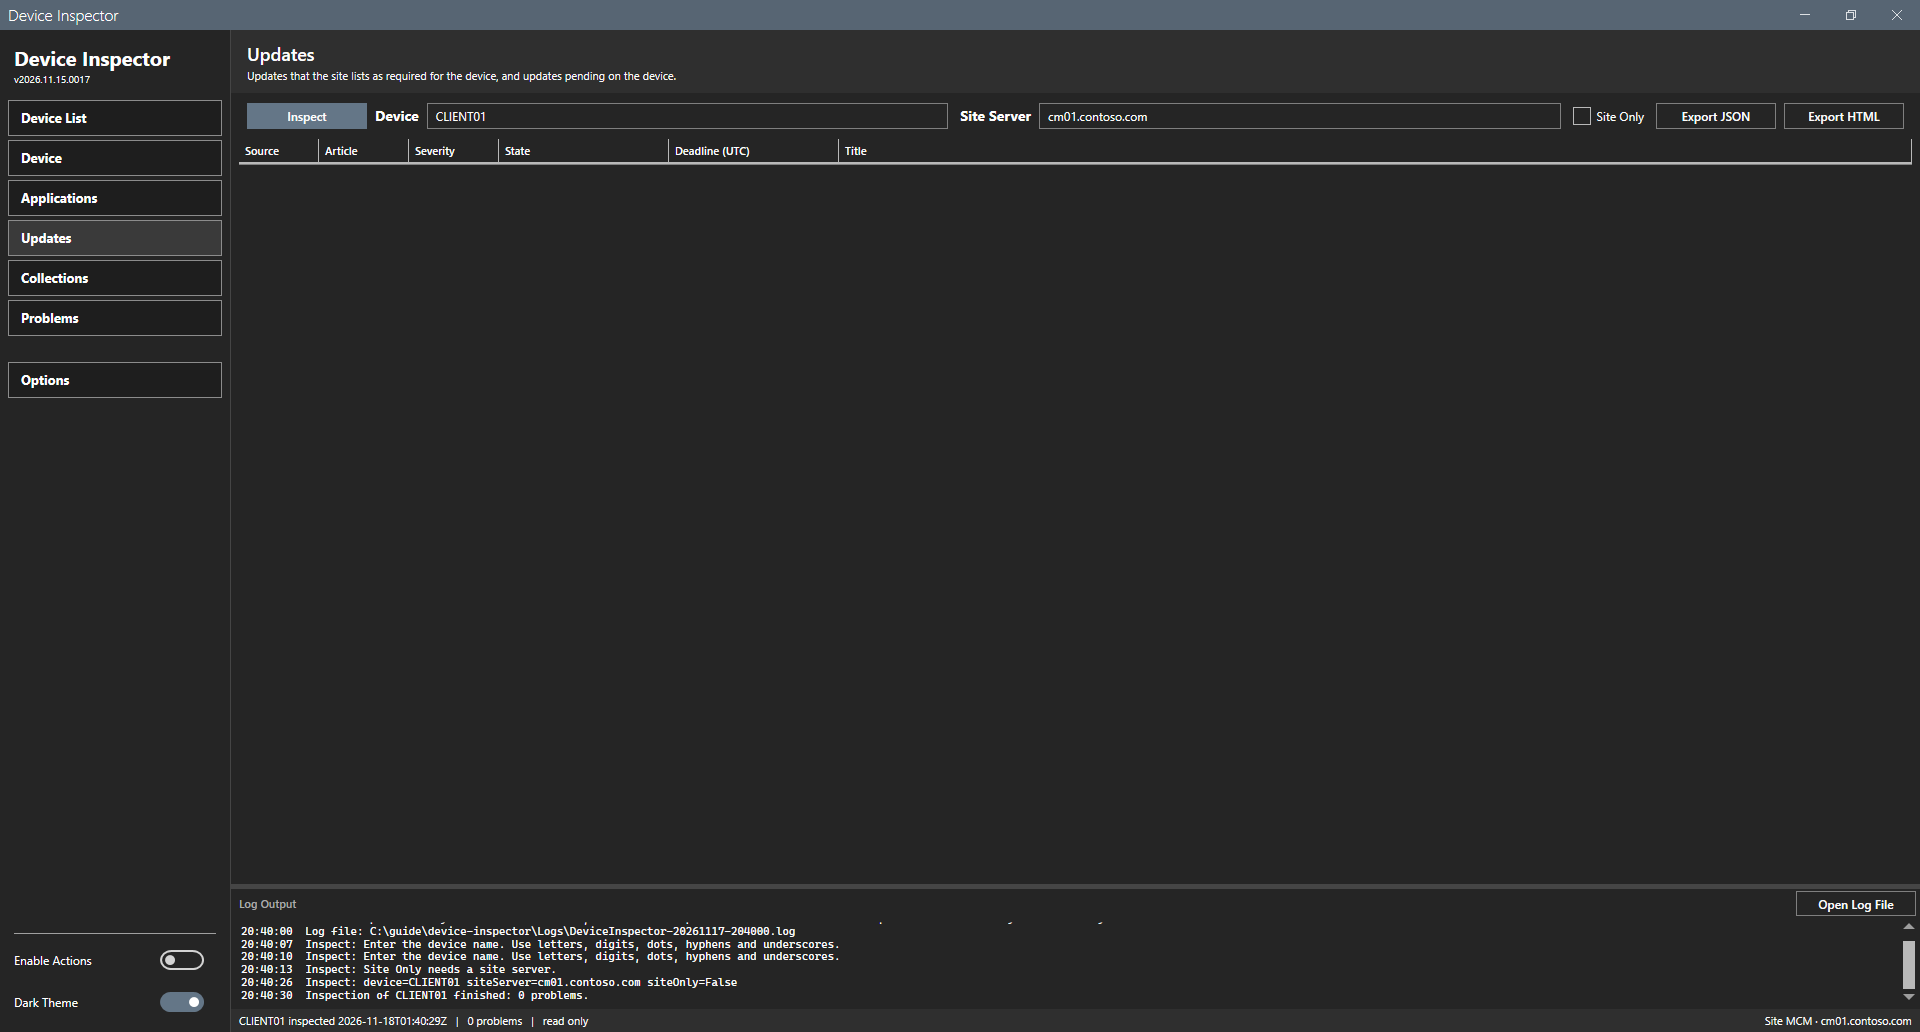 Device Inspector
Device Inspector
v2026.11.15.0017
Device List
Device
Applications
Updates
Collections
Problems
Options
Enable Actions
Dark Theme
Updates
Updates that the site lists as required for the device, and updates pending on the device.
Inspect Device CLIENT01 Site Server cm01.contoso.com Site Only Export JSON Export HTML
Source Article Severity State Deadline (UTC) Title
Log Output Open Log File
20:40:00 Log file: C:\guide\device-inspector\Logs\DeviceInspector-20261117-204000.log
20:40:07 Inspect: Enter the device name. Use letters, digits, dots, hyphens and underscores.
20:40:10 Inspect: Enter the device name. Use letters, digits, dots, hyphens and underscores.
20:40:13 Inspect: Site Only needs a site server.
20:40:26 Inspect: device=CLIENT01 siteServer=cm01.contoso.com siteOnly=False
20:40:30 Inspection of CLIENT01 finished: 0 problems.
CLIENT01 inspected 2026-11-18T01:40:29Z | 0 problems | read only Site MCM · cm01.contoso.com